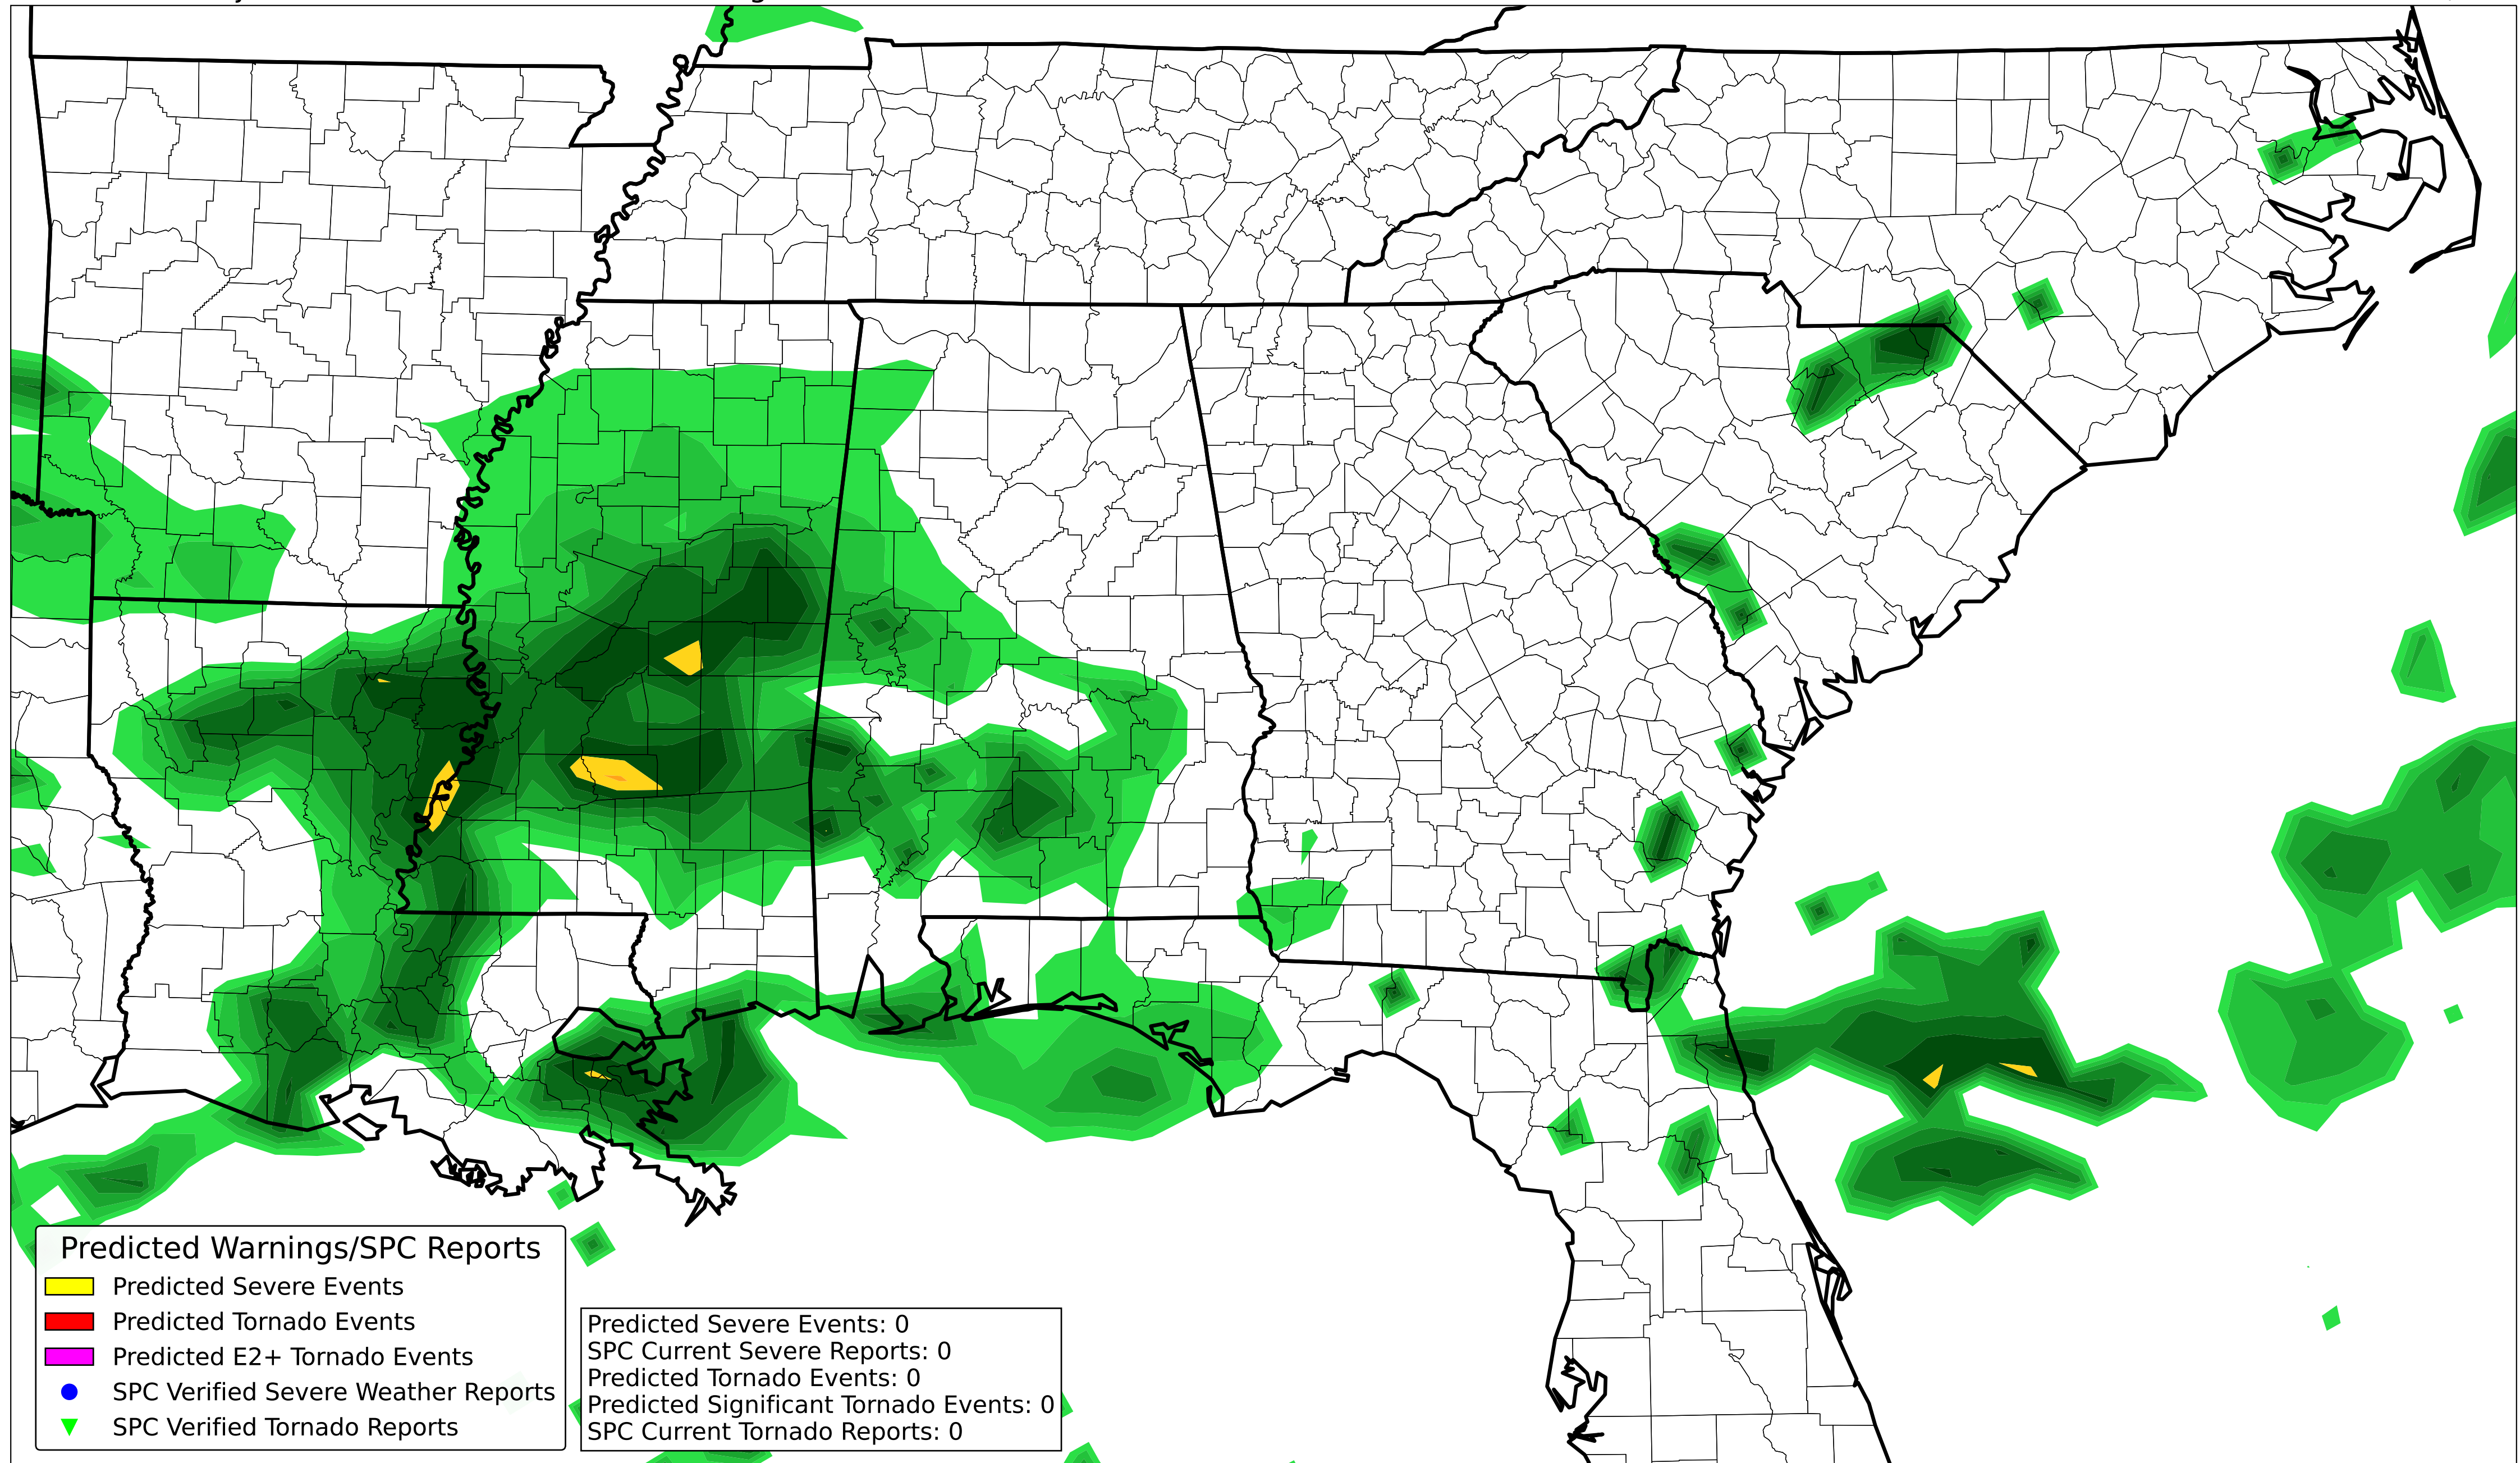 Predicted Warnings/SPC Reports
Predicted Severe Events
Predicted Tornado Events
Predicted E2+ Tornado Events
SPC Verified Severe Weather Reports
SPC Verified Tornado Reports
Predicted Severe Events: 0
SPC Current Severe Reports: 0
Predicted Tornado Events: 0
Predicted Significant Tornado Events: 0
SPC Current Tornado Reports: 0